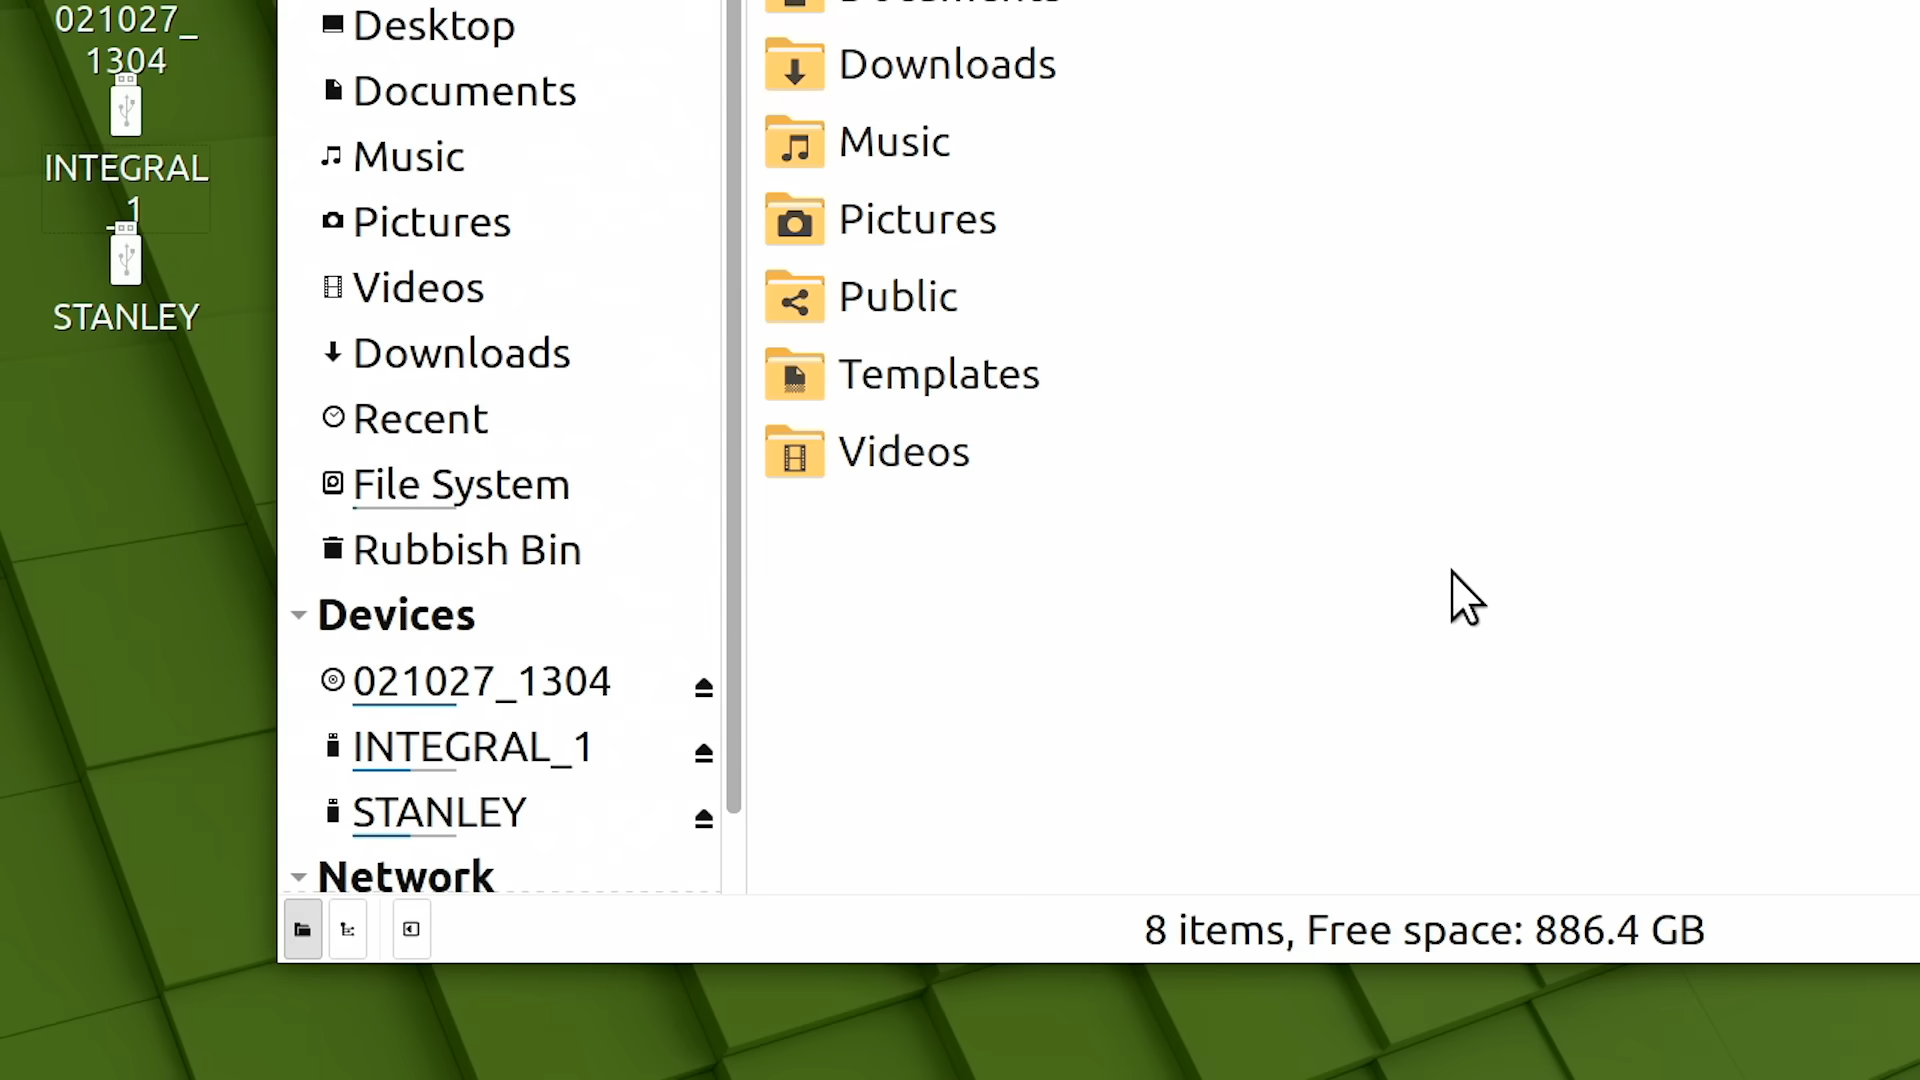 021027_
1304
INTEGRAL
_1
STANLEY
Desktop
Documents
Music
Pictures
Videos
Downloads
Recent
File System
Rubbish Bin
Devices
021027_1304
INTEGRAL_1
STANLEY
Network
Documents
Downloads
Music
Pictures
Public
Templates
Videos
8 items, Free space: 886.4 GB